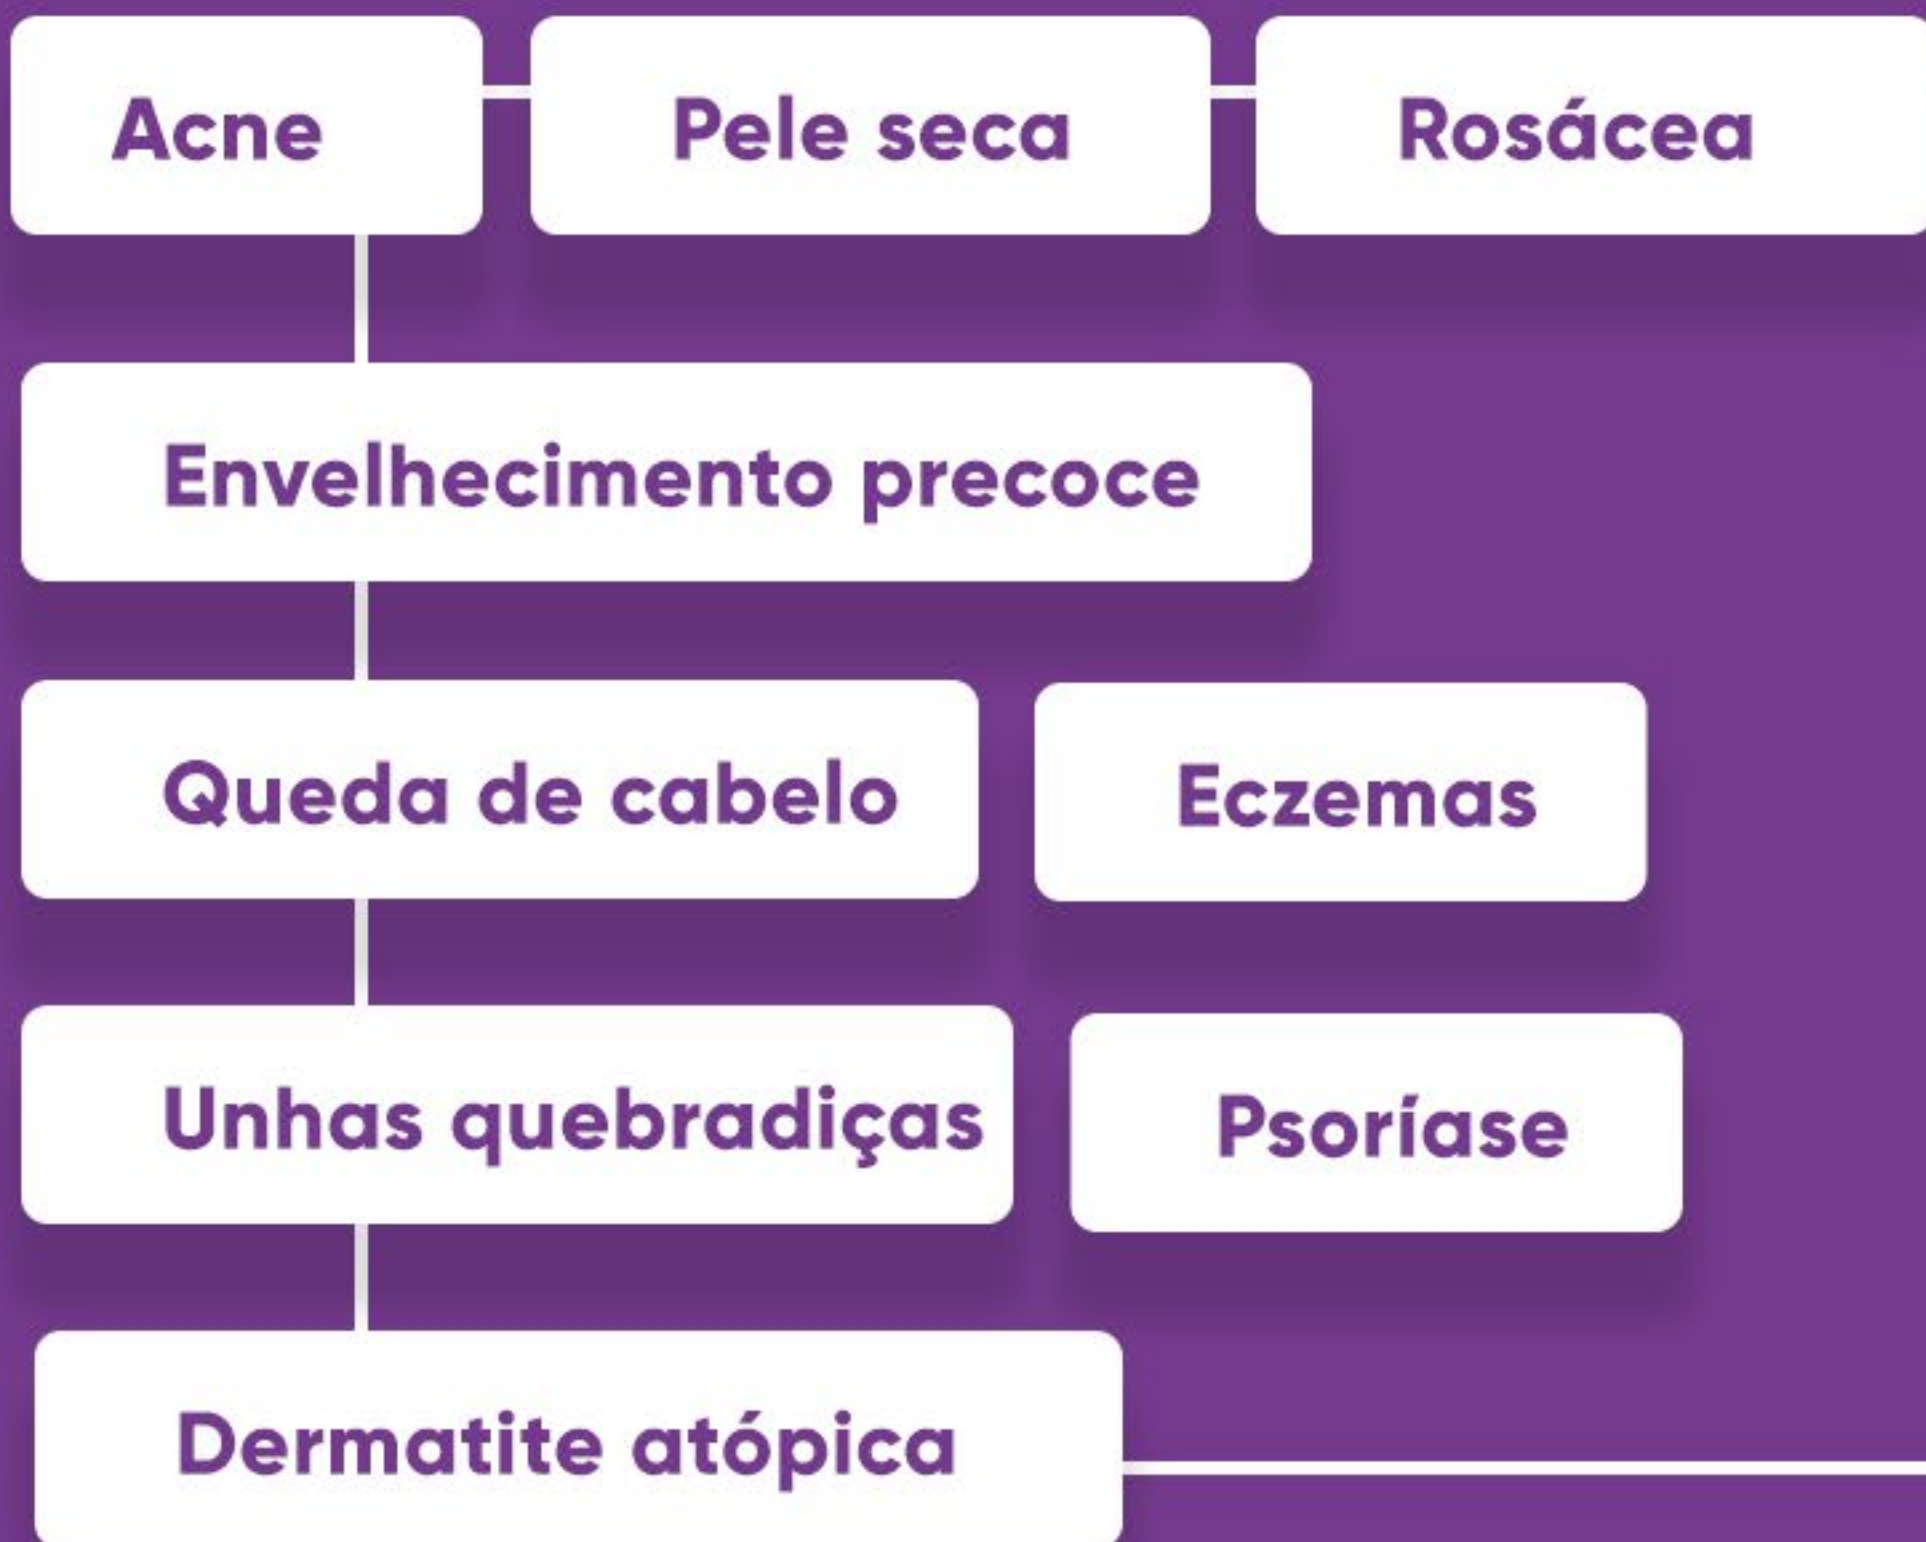 Acne
Pele seca
Rosácea
Envelhecimento precoce
Queda de cabelo
Eczemas
Unhas quebradiças
Psoríase
Dermatite atópica